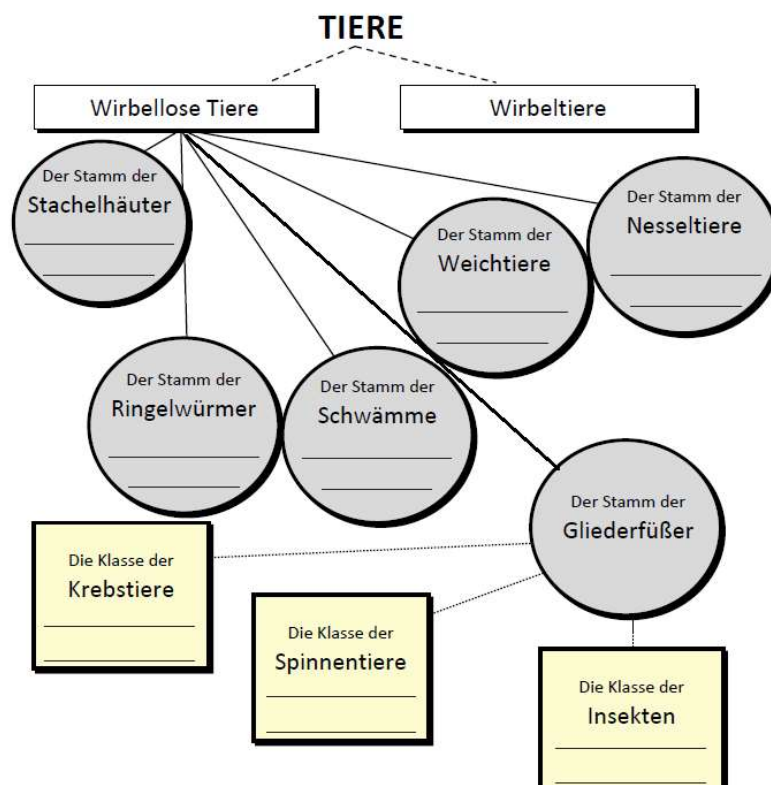 TIERE
Wirbellose Tiere
Wirbeltiere
Der Stamm der
Stachelhäuter
Der Stamm der
Weichtiere
Der Stamm der
Nesseltiere
Der Stamm der
Ringelwürmer
Der Stamm der
Schwämme
Der Stamm der
Gliederfüßer
Die Klasse der
Krebstiere
Die Klasse der
Spinnentiere
Die Klasse der
Insekten